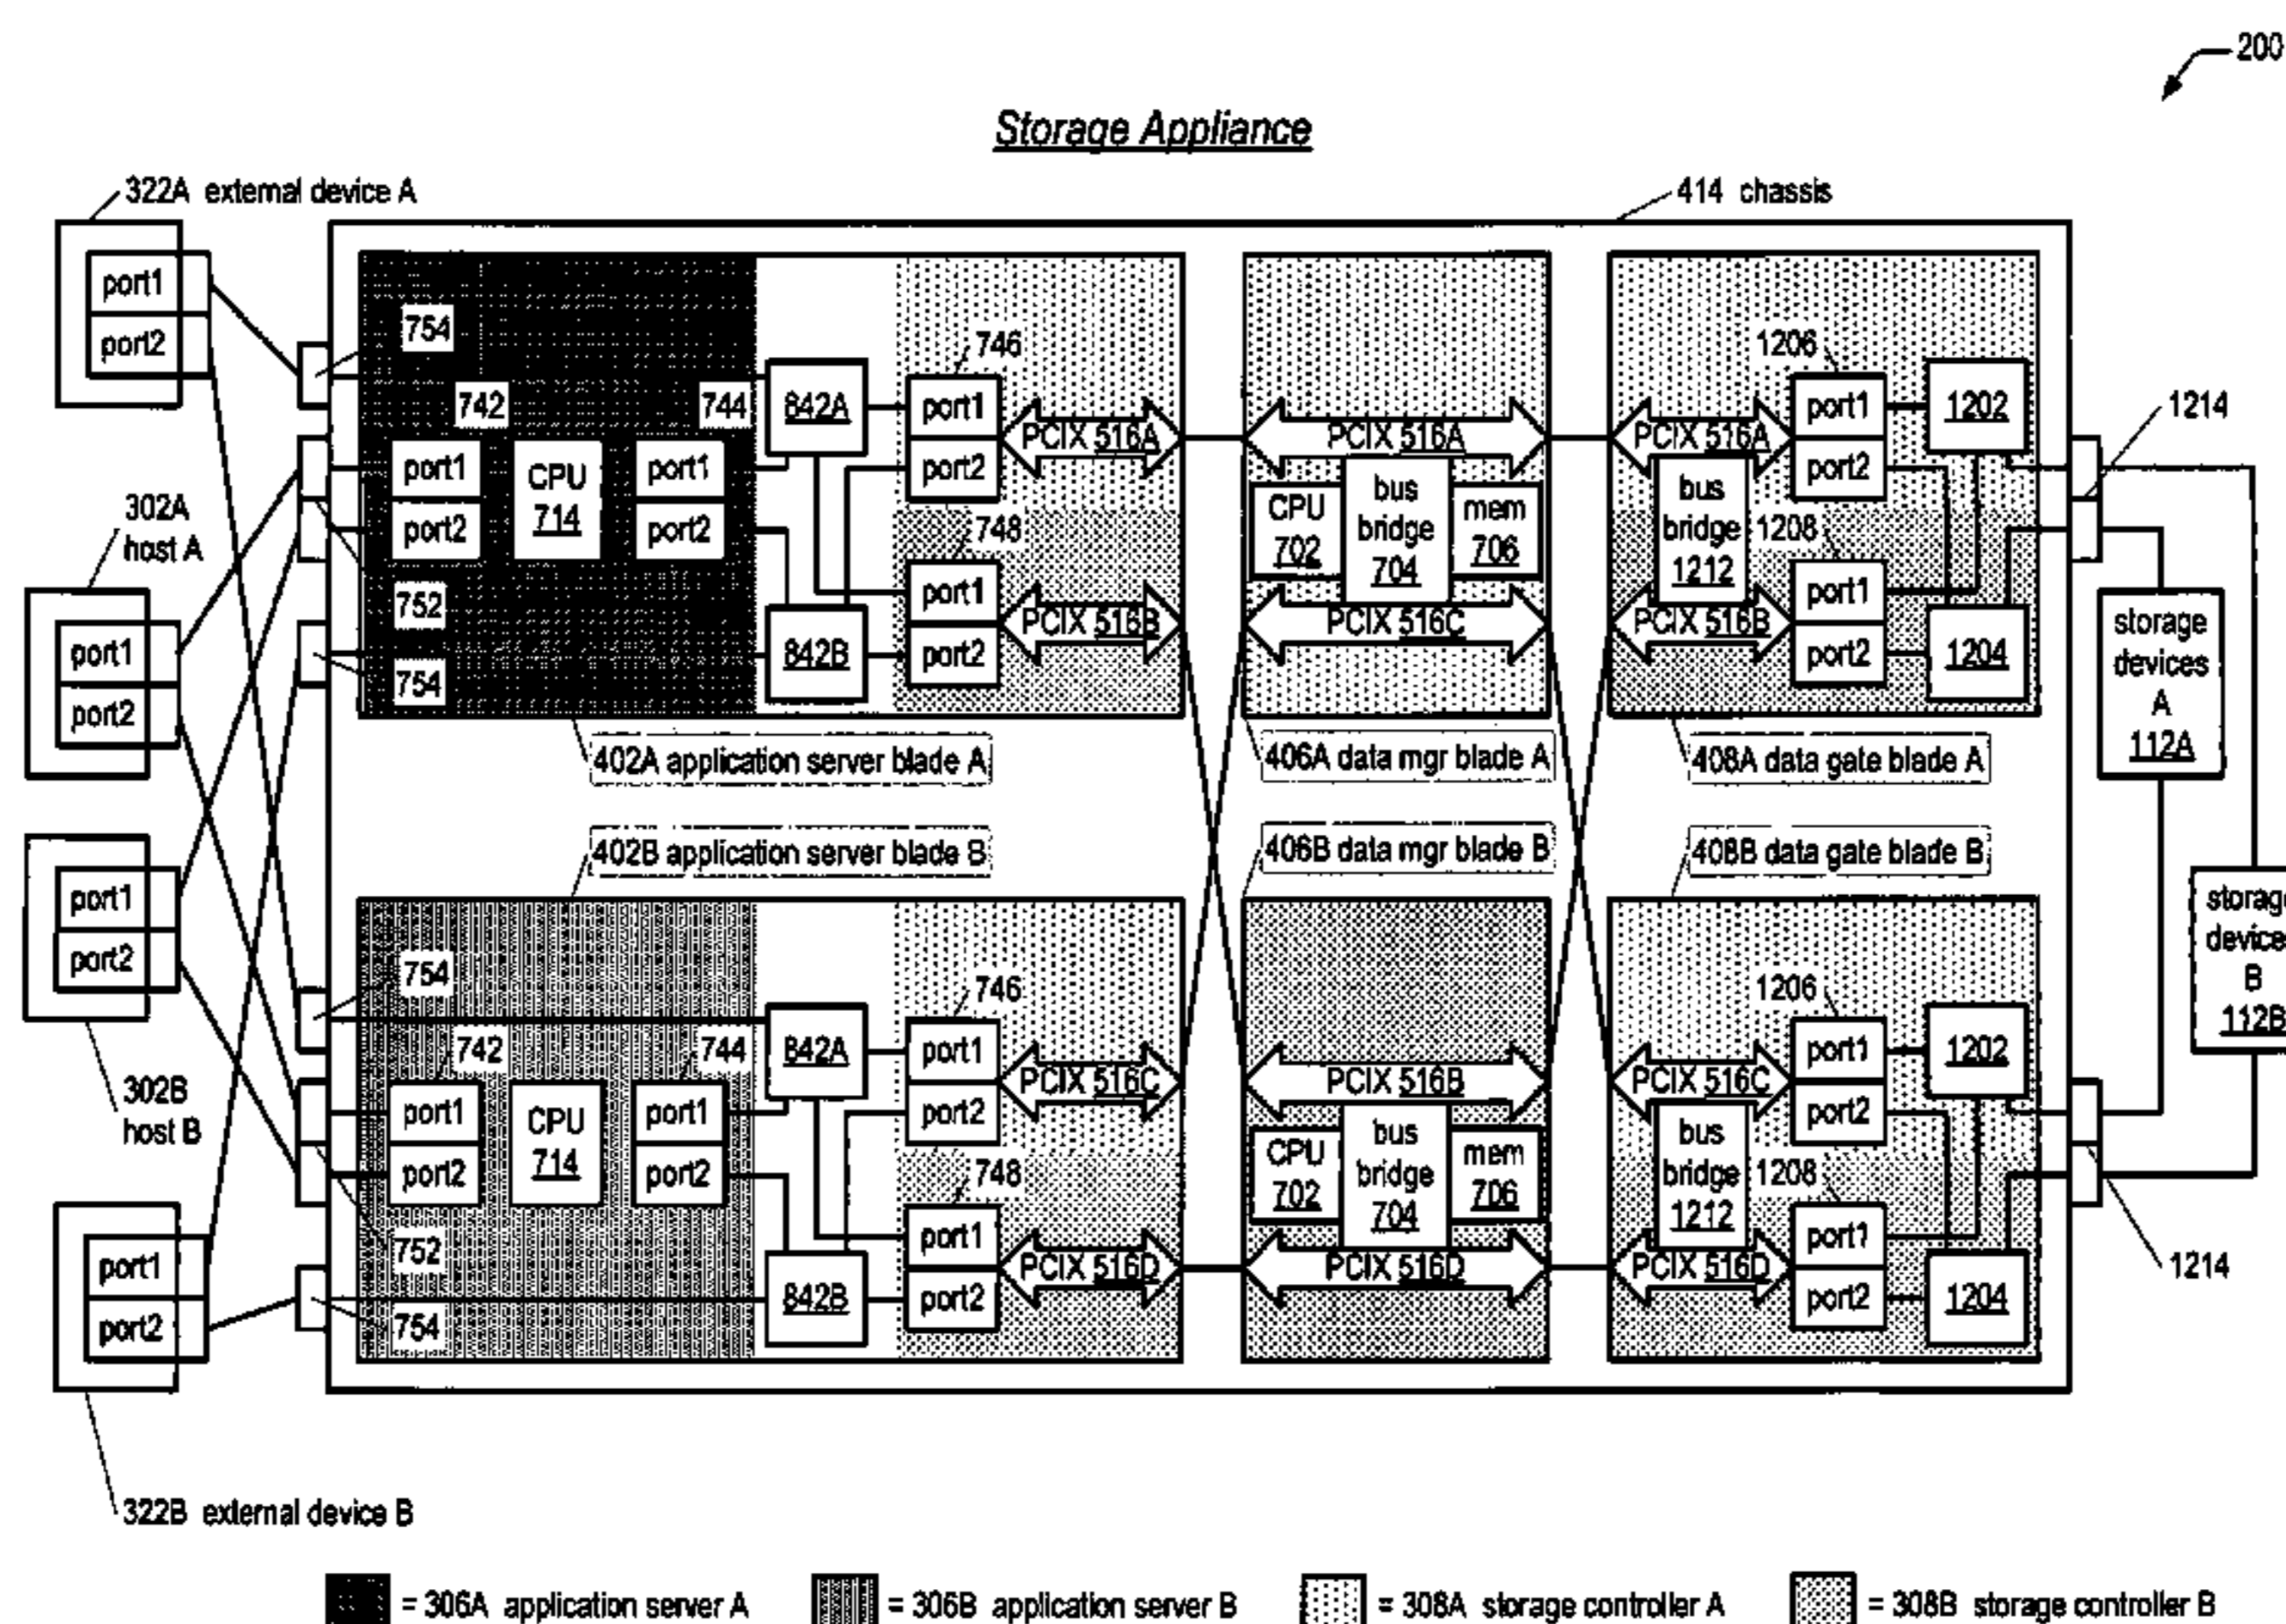 200
Storage Appliance
322A external device A
414 chassis
port1
port2
754
742
744
842A
746
port1
port2
PCIX 516A
PCIX 516A
PCIX 516A
1206
port1
port2
1202
1214
port1
port2
CPU
714
port1
port2
302A
host A
port1
port2
752
754
842B
748
port1
port2
PCIX 516B
CPU
702
bus
bridge
704
mem
706
PCIX 516C
bus
bridge
1212
PCIX 516B
1208
port1
port2
1204
storage
devices
A
112A
402A application server blade A
406A data mgr blade A
408A data gate blade A
402B application server blade B
406B data mgr blade B
408B data gate blade B
port1
port2
302B
host B
754
742
744
842A
746
port1
port2
PCIX 516C
PCIX 516B
PCIX 516C
1206
port1
port2
1202
storage
device
B
112B
port1
port2
CPU
714
port1
port2
752
754
842B
748
port1
port2
PCIX 516D
CPU
702
bus
bridge
704
mem
706
PCIX 516D
bus
bridge
1212
PCIX 516D
1208
port1
port2
1204
1214
port1
port2
322B external device B
= 306A application server A
= 306B application server B
= 308A storage controller A
= 308B storage controller B